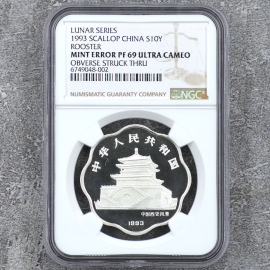 LUNAR SERIES
1993 SCALLOP CHINA S10Y
ROOSTER
MINT ERROR PF 69 ULTRA CAMEO
OBVERSE STRUCK THRU
6749048-002
NUMISMATIC GUARANTY COMPANY
NGC
中华人民共和国
1993